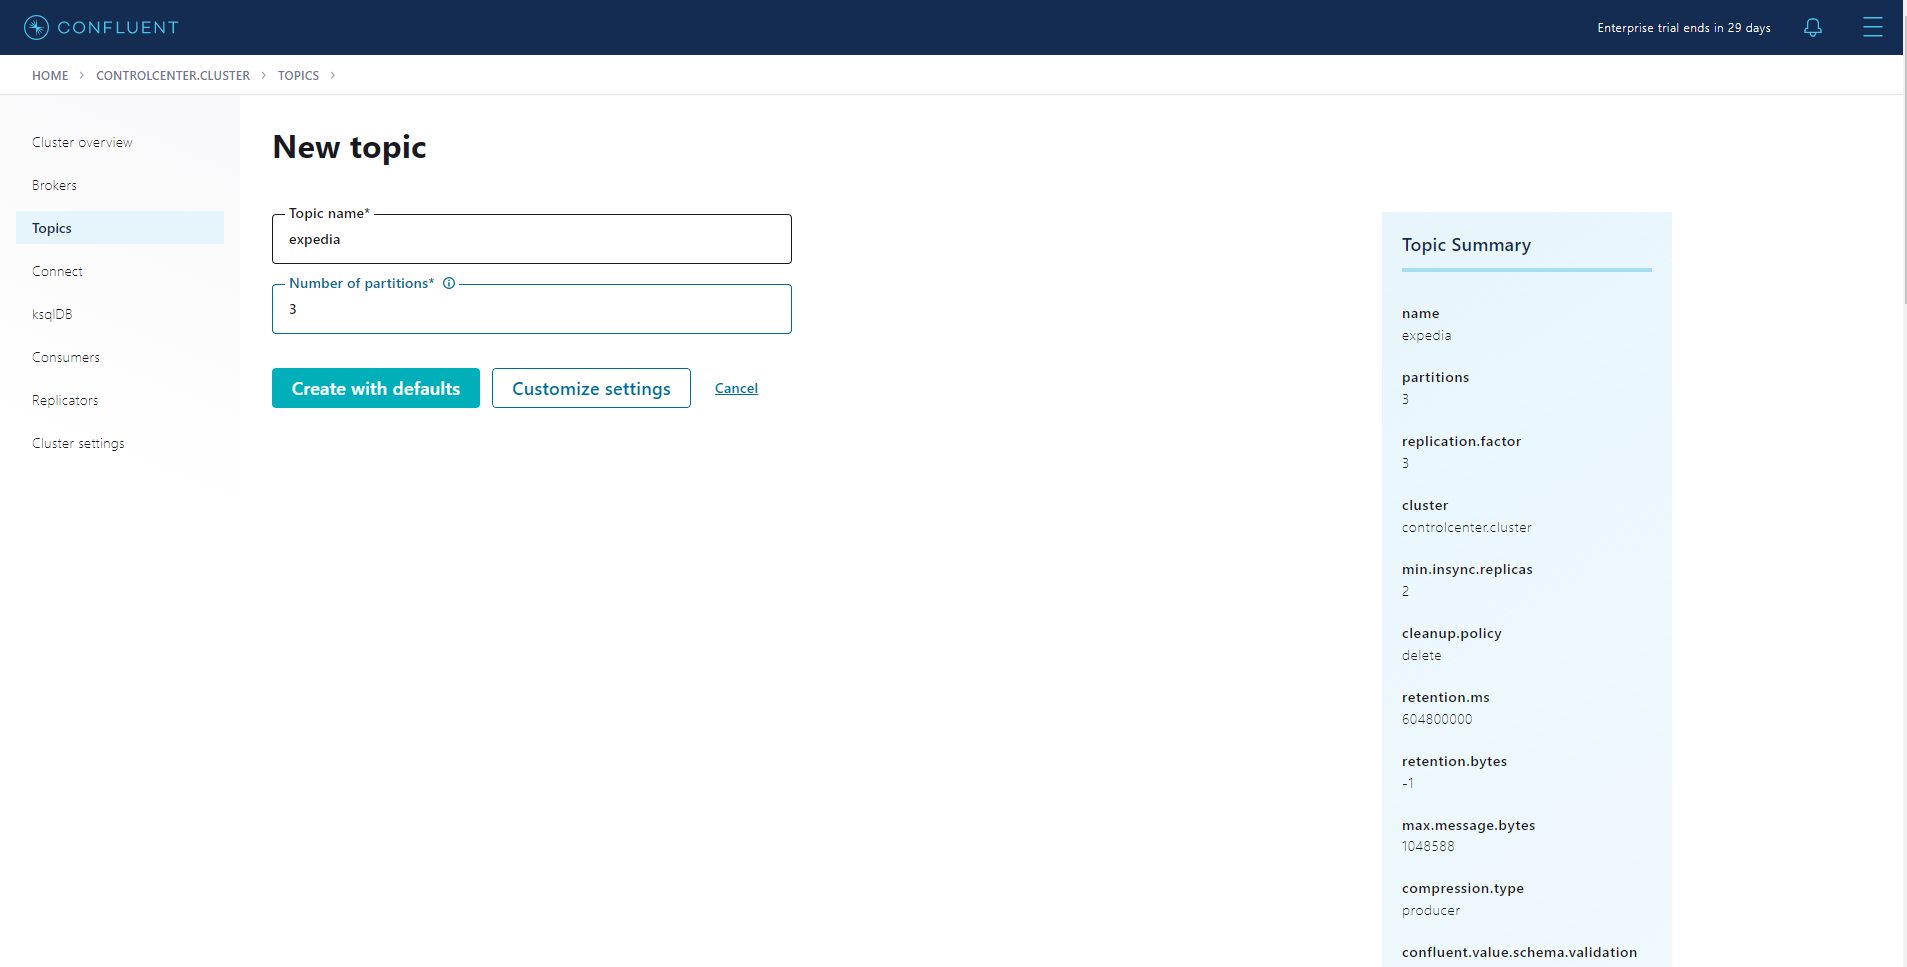 CONFLUENT
Enterprise trial ends in 29 days
HOME > CONTROLCENTER.CLUSTER > TOPICS >
Cluster overview
Brokers
Topics
Connect
ksqlDB
Consumers
Replicators
Cluster settings
New topic
Topic name*
expedia
Number of partitions*
3
Create with defaults
Customize settings
Cancel
Topic Summary
name
expedia
partitions
3
replication.factor
3
cluster
controlcenter.cluster
min.insync.replicas
2
cleanup.policy
delete
retention.ms
604800000
retention.bytes
-1
max.message.bytes
1048588
compression.type
producer
confluent.value.schema.validation